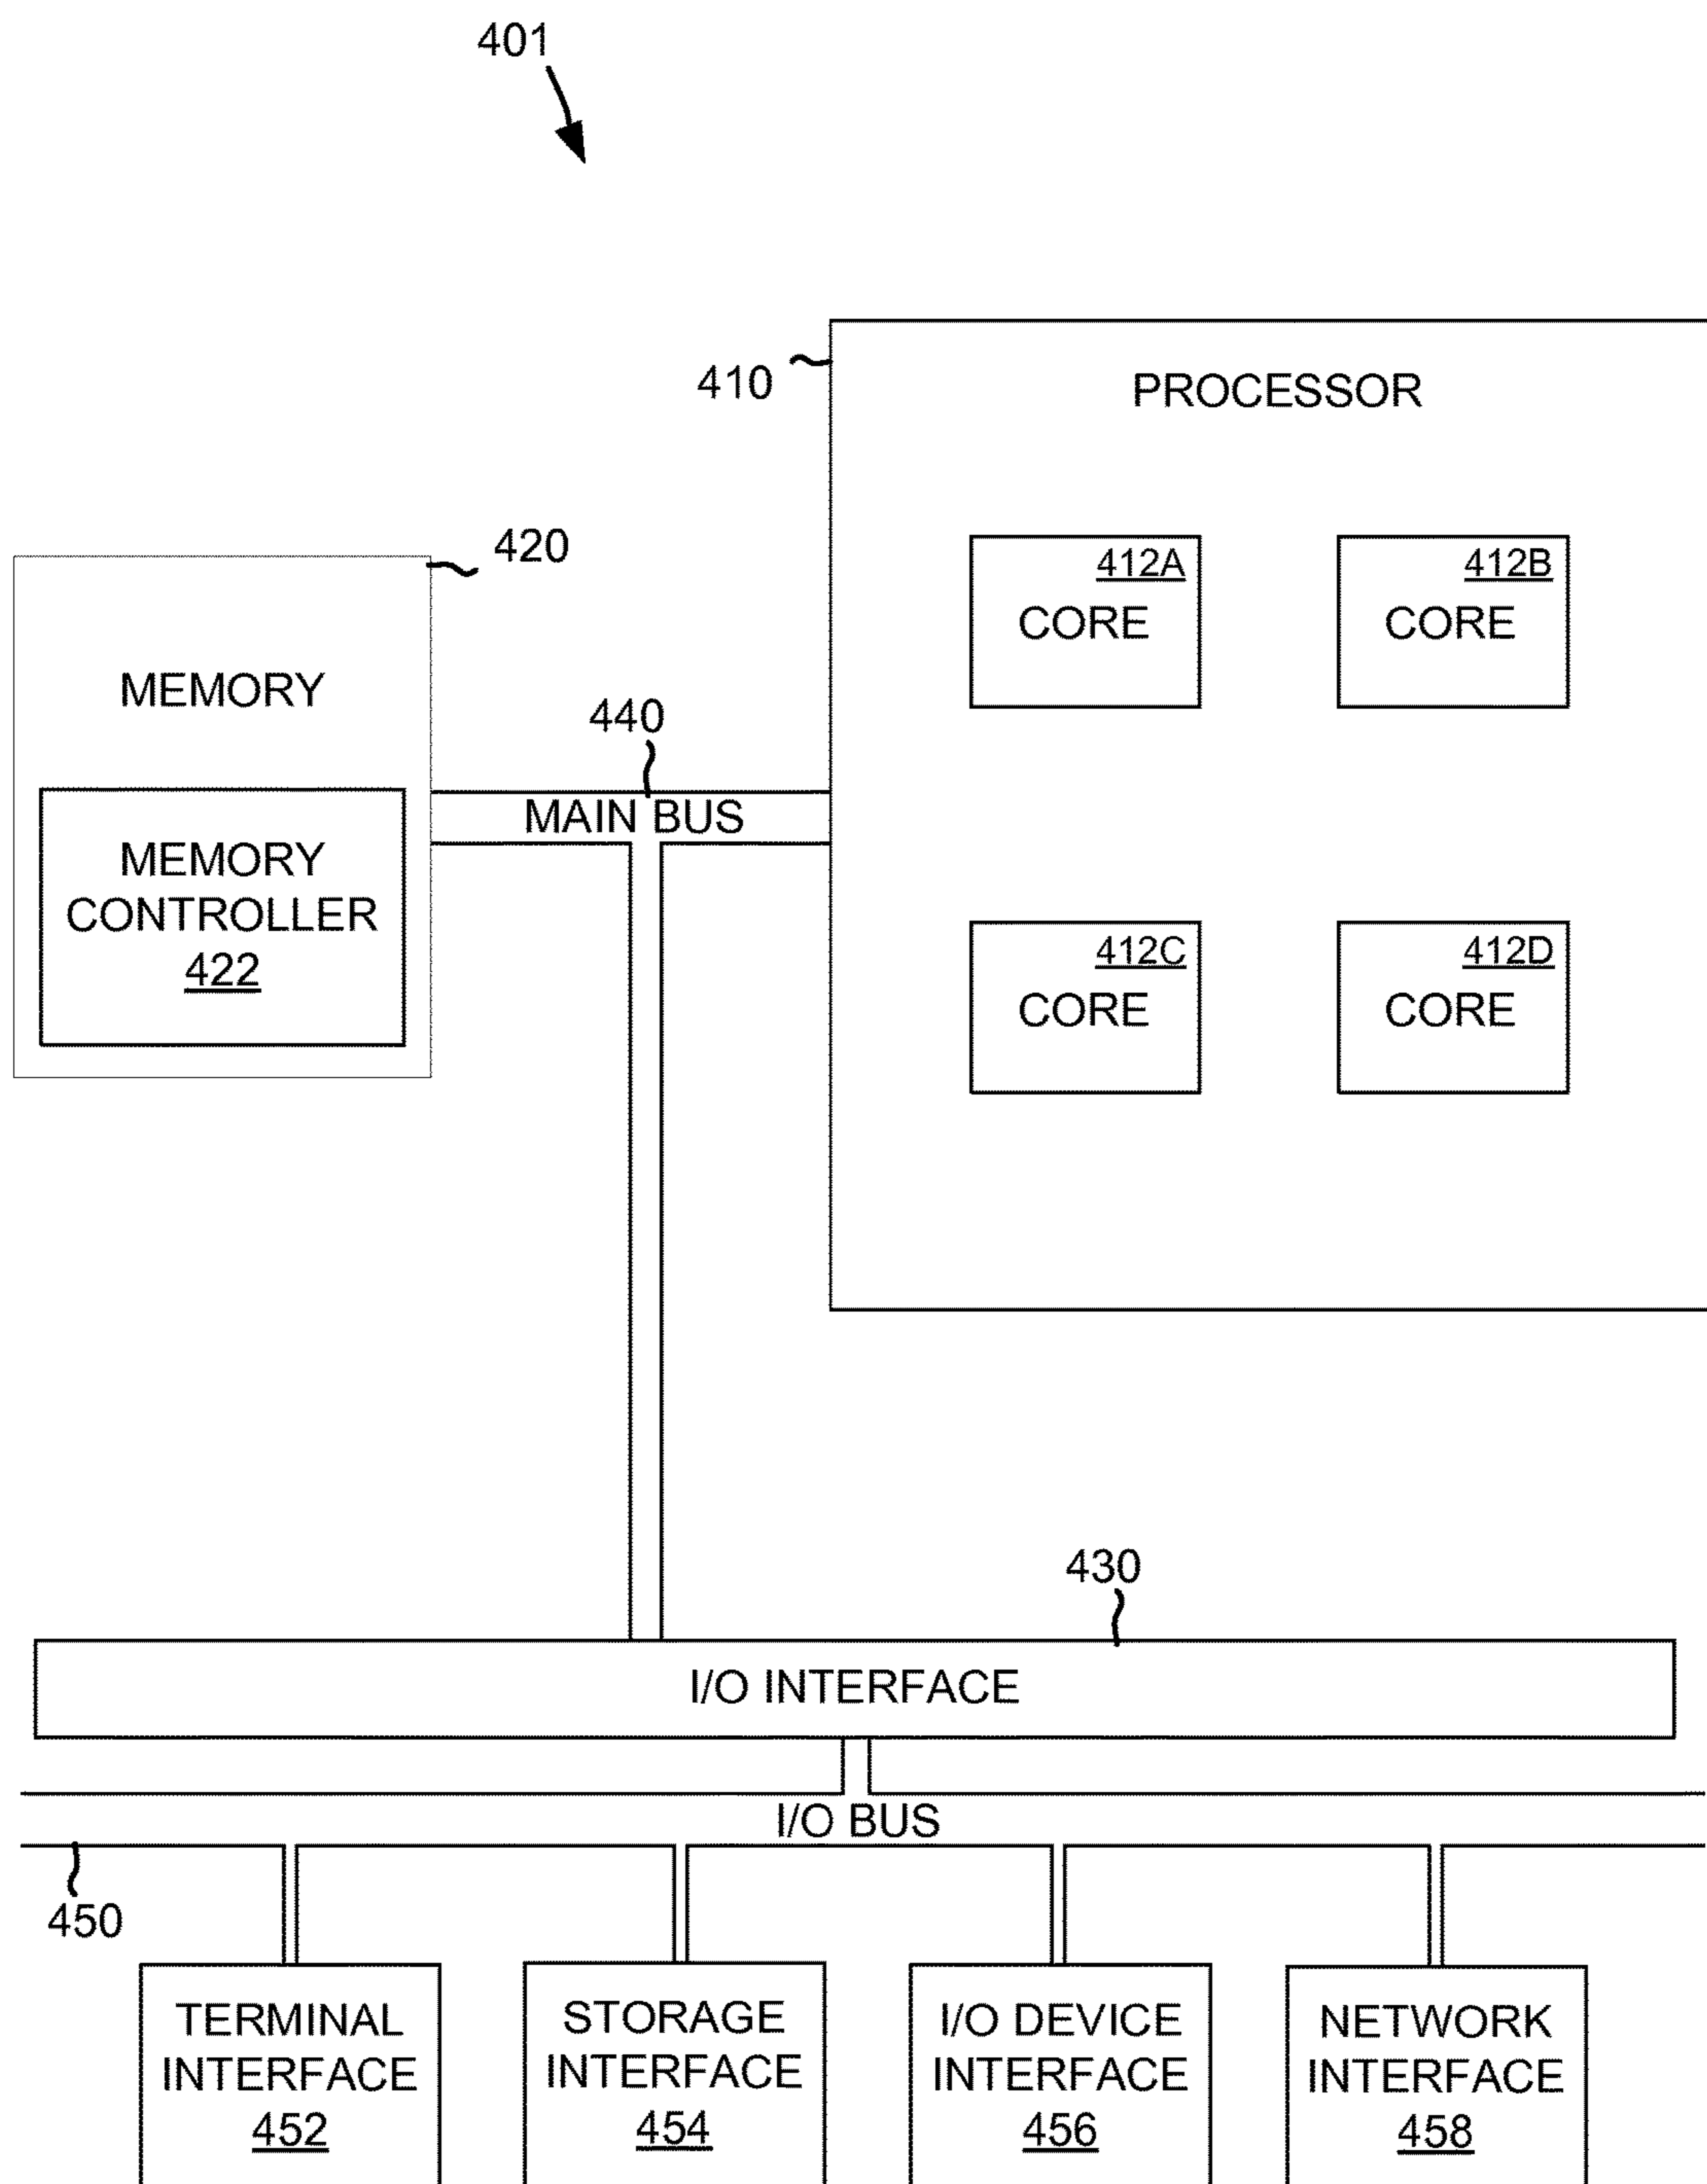 401
410
PROCESSOR
420
412A
CORE
412B
CORE
MEMORY
440
MAIN BUS
MEMORY
CONTROLLER
422
412C
CORE
412D
CORE
430
I/O INTERFACE
I/O BUS
450
TERMINAL
INTERFACE
452
STORAGE
INTERFACE
454
I/O DEVICE
INTERFACE
456
NETWORK
INTERFACE
458